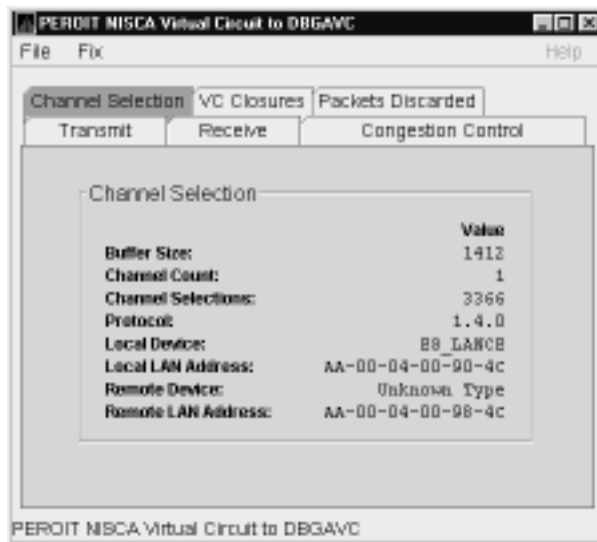 PEROIT NISCA Virtual Circuit to DBGAVC
File Fix Help
Channel Selection VC Closures Packets Discarded
Transmit Receive Congestion Control
Channel Selection
Value
Buffer Size: 1412
Channel Count: 1
Channel Selections: 3366
Protocol: 1.4.0
Local Device: ES_LANCE
Local LAN Address: AA-00-04-00-90-4C
Remote Device: Unknown Type
Remote LAN Address: AA-00-04-00-98-4C
PEROIT NISCA Virtual Circuit to DBGAVC